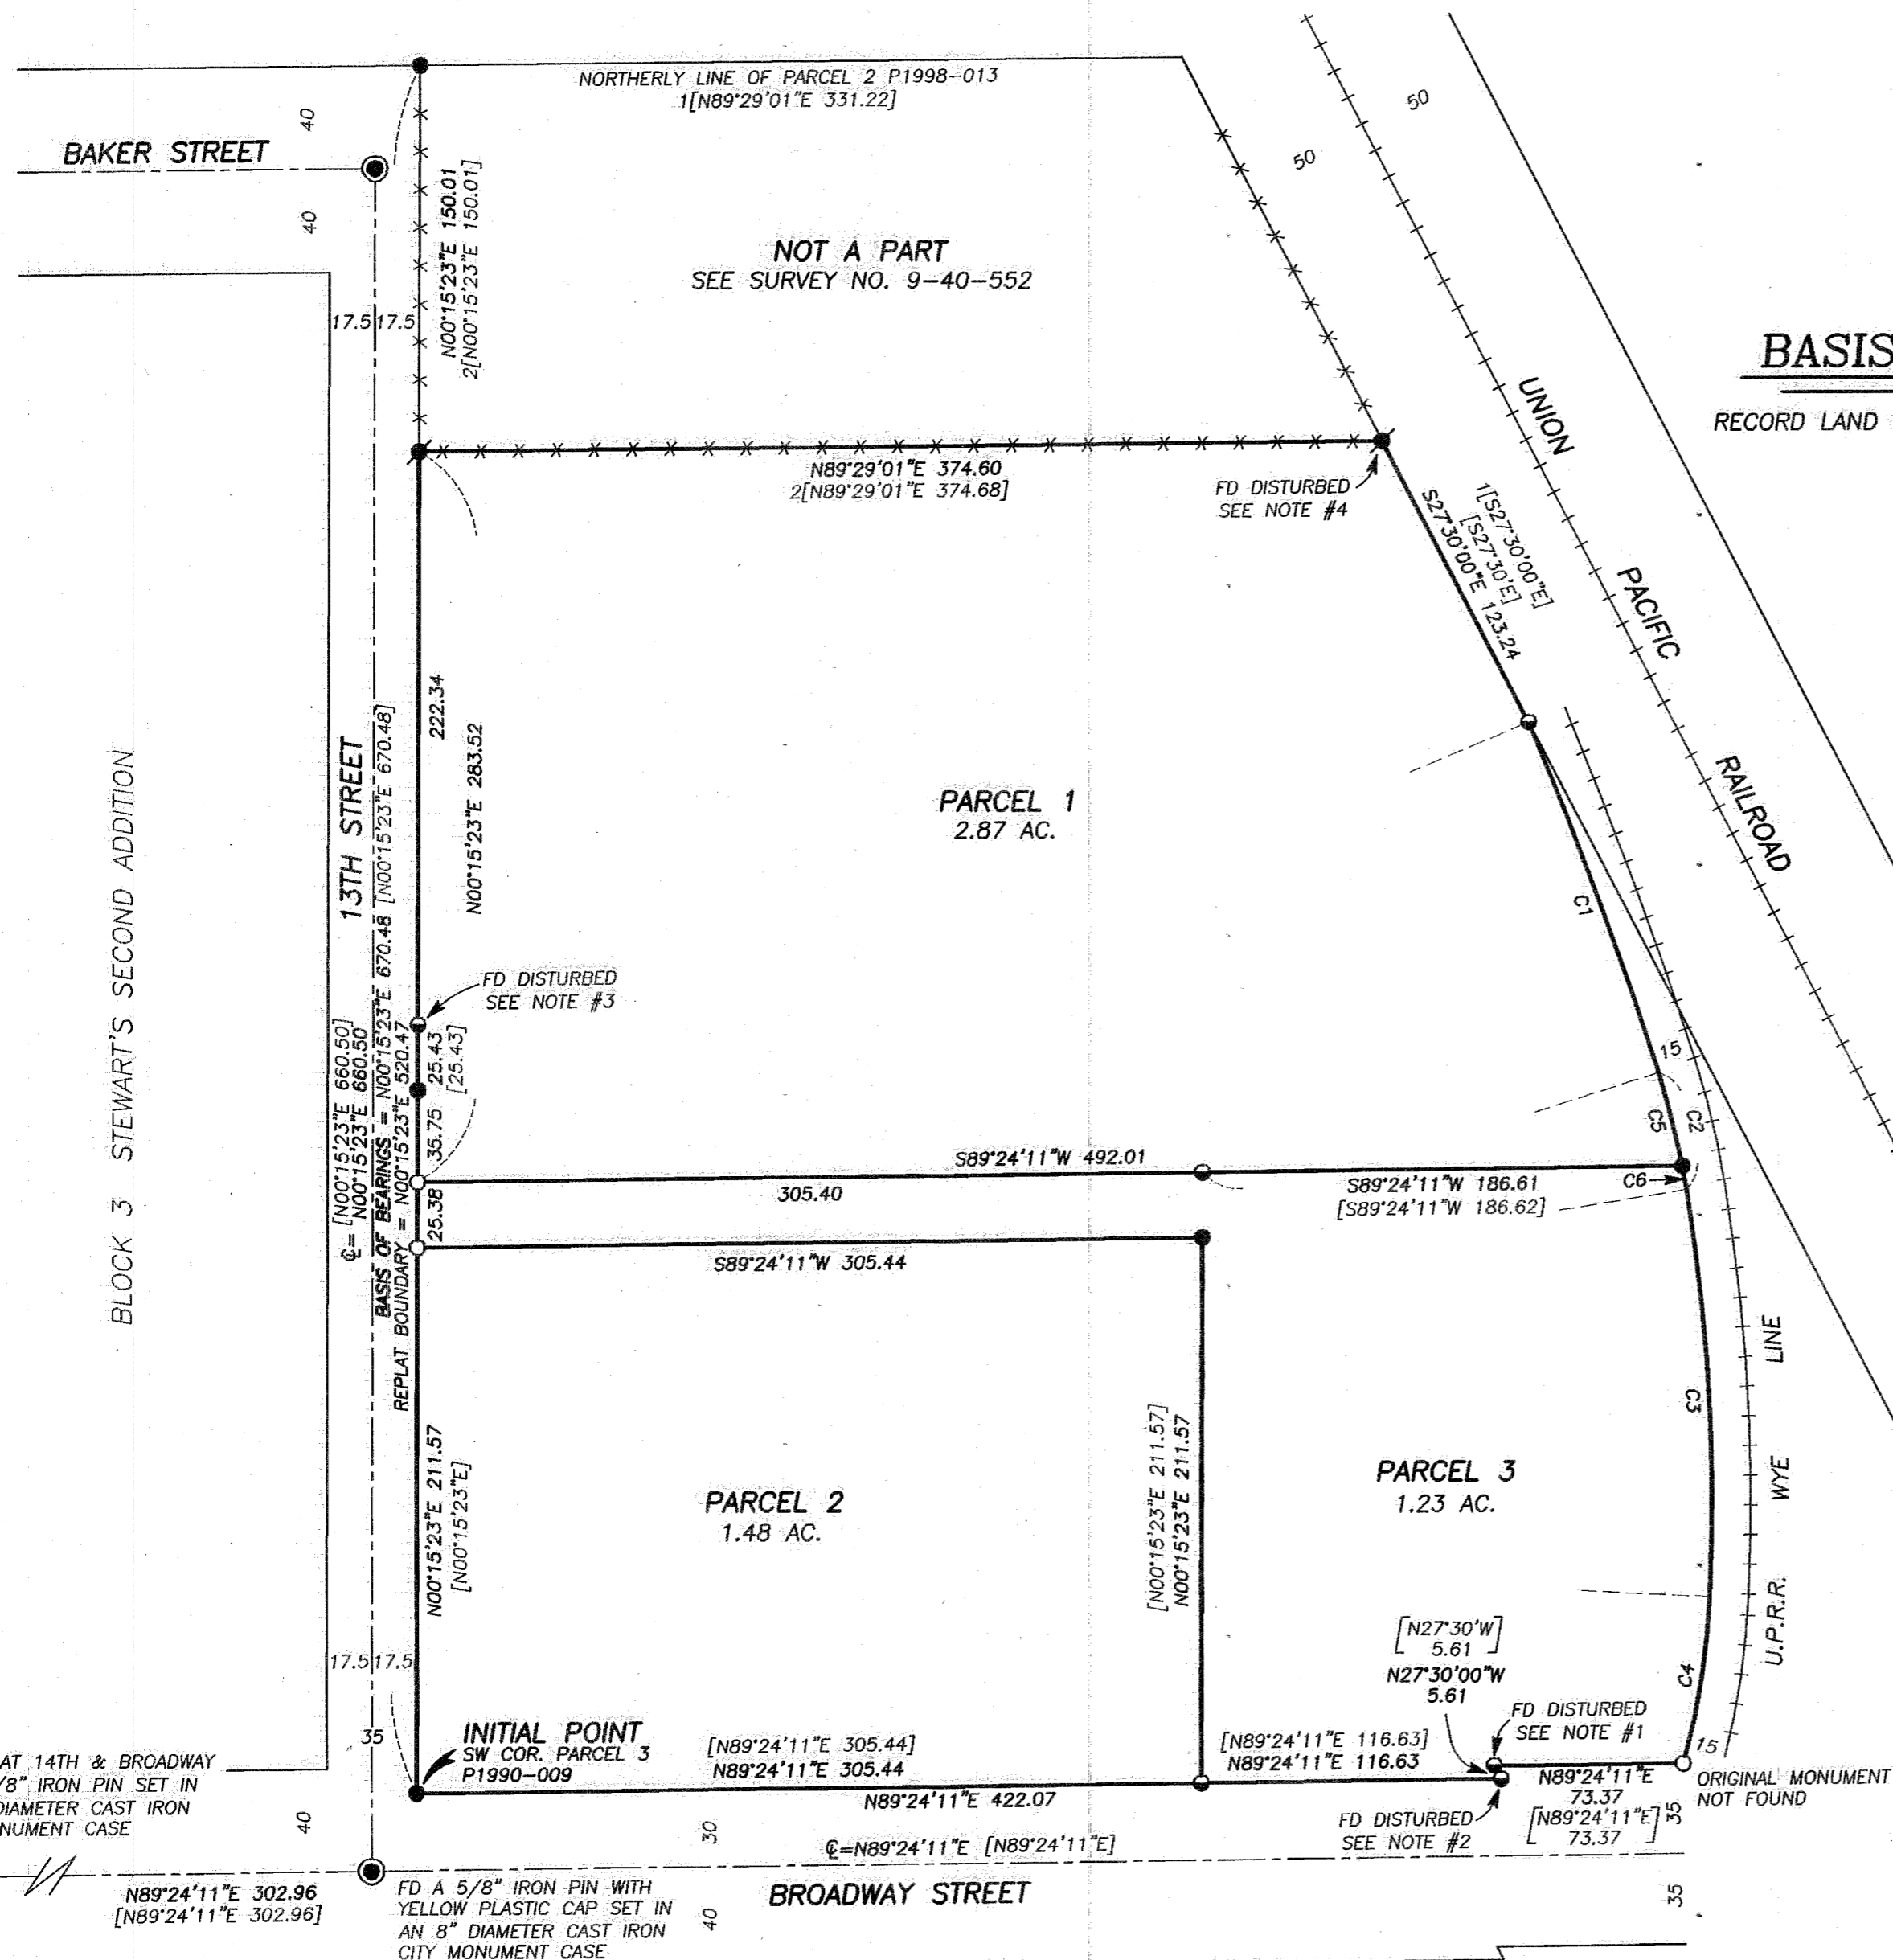 NORTHERLY LINE OF PARCEL 2 P1998-013
1[N89°29'01"E 331.22]
40
BAKER STREET
40
50
50
N00°15'23"E 150.01
2[N00°15'23"E 150.01]
NOT A PART
SEE SURVEY NO. 9-40-552
17.5
17.5
BASIS
RECORD LAND
UNION
PACIFIC
RAILROAD
N89°29'01"E 374.60
2[N89°29'01"E 374.68]
FD DISTURBED
SEE NOTE #4
1[S27°30'00"E]
[S27°30'E]
S27°30'00"E 123.24
222.34
N00°15'23"E 283.52
13TH STREET
BLOCK 3 STEWART'S SECOND ADDITION
PARCEL 1
2.87 AC.
C1
FD DISTURBED
SEE NOTE #3
℄= [N00°15'23"E 660.50]
N00°15'23"E 660.50
BASIS OF BEARINGS = N00°15'23"E 670.48 [N00°15'23"E 670.48]
REPLAT BOUNDARY = N00°15'23"E 520.47
25.43
[25.43]
35.75
25.38
15
C5
C2
S89°24'11"W 492.01
305.40
S89°24'11"W 186.61
[S89°24'11"W 186.62]
C6
S89°24'11"W 305.44
LINE
WYE
U.P.R.R.
C3
N00°15'23"E 211.57
[N00°15'23"E]
PARCEL 2
1.48 AC.
[N00°15'23"E 211.57]
N00°15'23"E 211.57
PARCEL 3
1.23 AC.
[N27°30'W]
5.61
N27°30'00"W
5.61
C4
FD DISTURBED
SEE NOTE #1
17.5
17.5
35
INITIAL POINT
SW COR. PARCEL 3
P1990-009
[N89°24'11"E 305.44]
N89°24'11"E 305.44
[N89°24'11"E 116.63]
N89°24'11"E 116.63
15
N89°24'11"E
73.37
[N89°24'11"E]
73.37
35
ORIGINAL MONUMENT
NOT FOUND
N89°24'11"E 422.07
FD DISTURBED
SEE NOTE #2
AT 14TH & BROADWAY
/8" IRON PIN SET IN
DIAMETER CAST IRON
NUMENT CASE
40
30
℄=N89°24'11"E [N89°24'11"E]
N89°24'11"E 302.96
[N89°24'11"E 302.96]
FD A 5/8" IRON PIN WITH
YELLOW PLASTIC CAP SET IN
AN 8" DIAMETER CAST IRON
CITY MONUMENT CASE
40
BROADWAY STREET
35